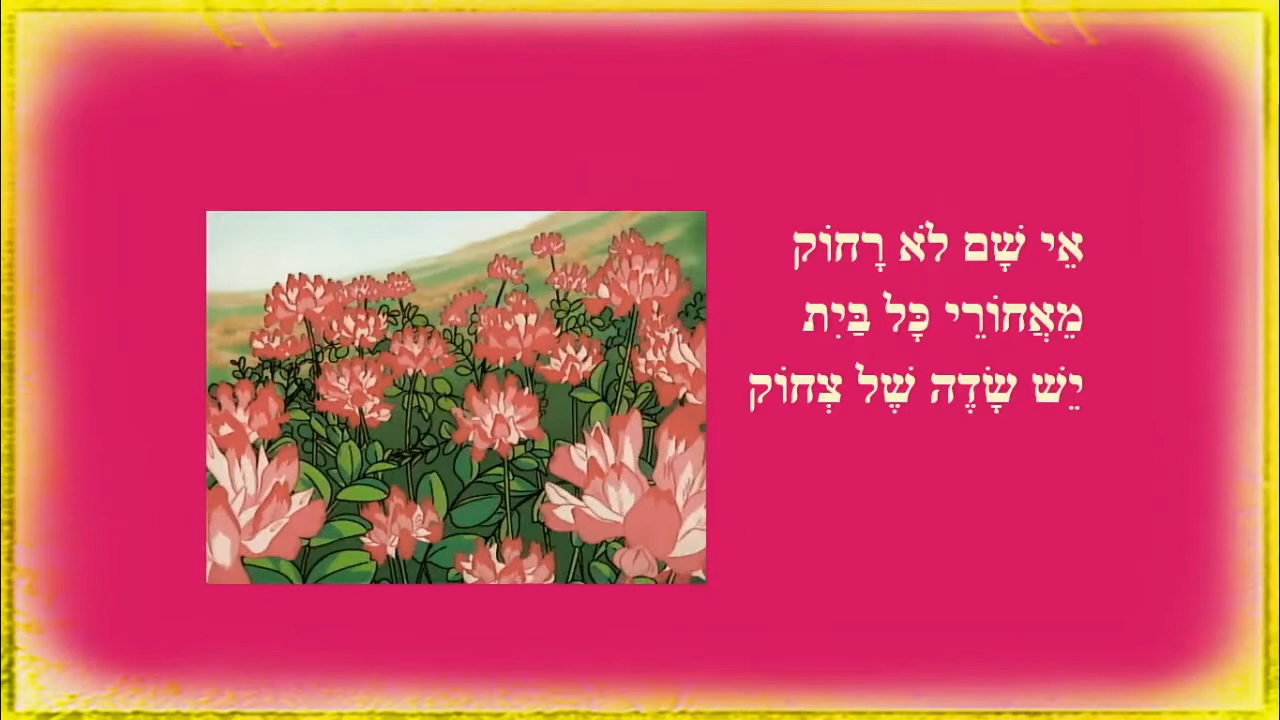 אֵי שָׁם לֹא רָחוֹק
מֵאֲחוֹרֵי כָּל בַּיִת
יֵשׁ שָׂדֶה שֶׁל צְחוֹק